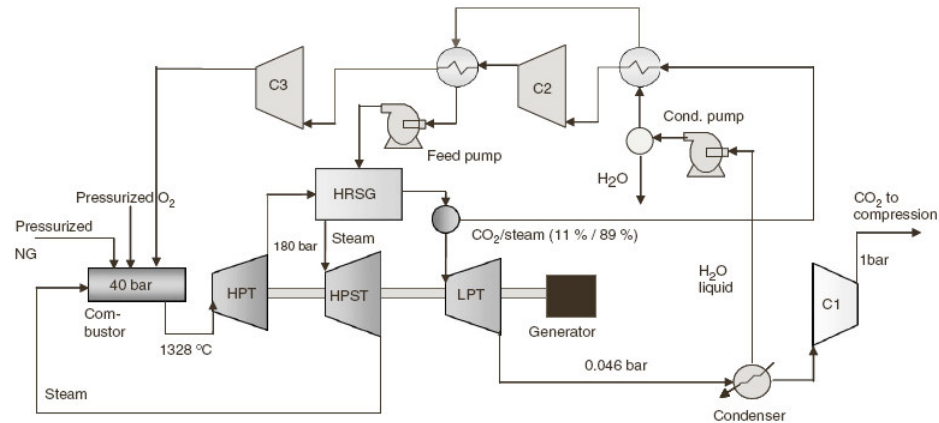 C3
C2
Cond. pump
Feed pump
H2O
Pressurized O2
Pressurized
NG
HRSG
CO2 to
compression
180 bar
Steam
CO2/steam (11 % / 89 %)
1bar
H2O
liquid
40 bar
HPT
HPST
LPT
C1
Com-
bustor
Generator
1328 °C
0.046 bar
Steam
Condenser